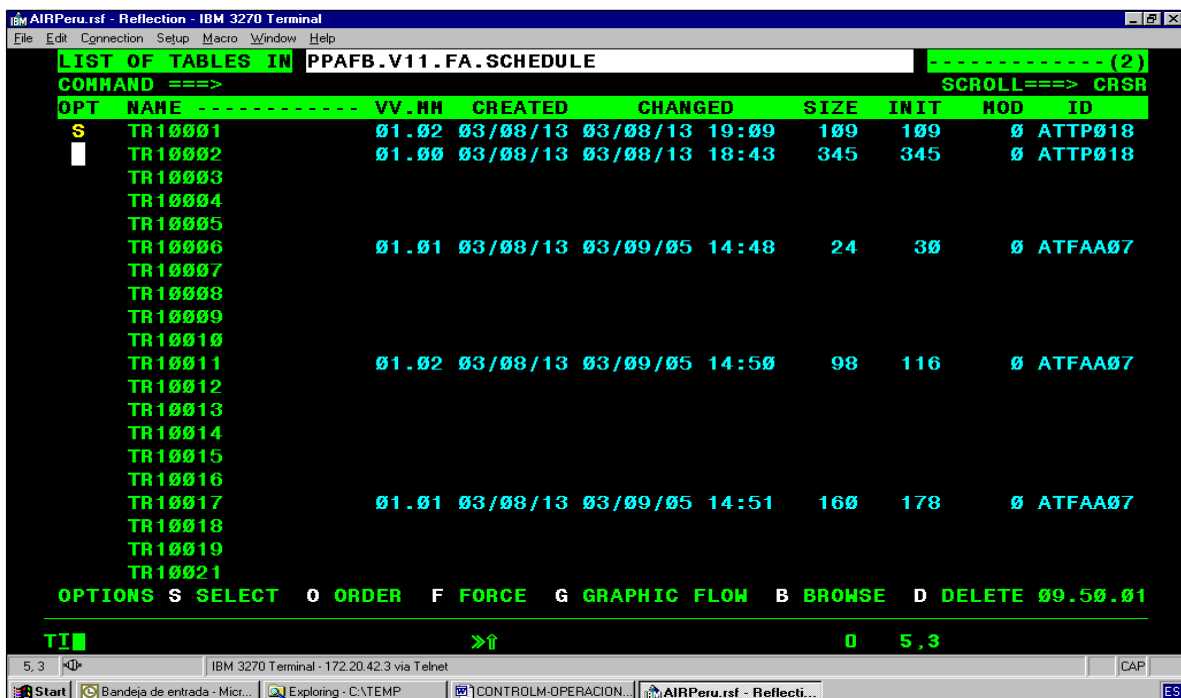 AIRPeru.rsf - Reflection - IBM 3270 Terminal
File Edit Connection Setup Macro Window Help
LIST OF TABLES IN PPAFB.V11.FA.SCHEDULE -------------(2)
COMMAND ===> SCROLL===> CRSR
OPT NAME ------------ VV.MM CREATED CHANGED SIZE INIT MOD ID
S TR10001 01.02 03/08/13 03/08/13 19:09 109 109 0 ATTP018
TR10002 01.00 03/08/13 03/08/13 18:43 345 345 0 ATTP018
TR10003
TR10004
TR10005
TR10006 01.01 03/08/13 03/09/05 14:48 24 30 0 ATFAA07
TR10007
TR10008
TR10009
TR10010
TR10011 01.02 03/08/13 03/09/05 14:50 98 116 0 ATFAA07
TR10012
TR10013
TR10014
TR10015
TR10016
TR10017 01.01 03/08/13 03/09/05 14:51 160 178 0 ATFAA07
TR10018
TR10019
TR10021
OPTIONS S SELECT O ORDER F FORCE G GRAPHIC FLOW B BROWSE D DELETE 09.50.01
5,3
5, 3 IBM 3270 Terminal - 172.20.42.3 via Telnet CAP
Start Bandeja de entrada - Micr... Exploring - C:\TEMP CONTROLM-OPERACION... AIRPeru.rsf - Reflecti... ES